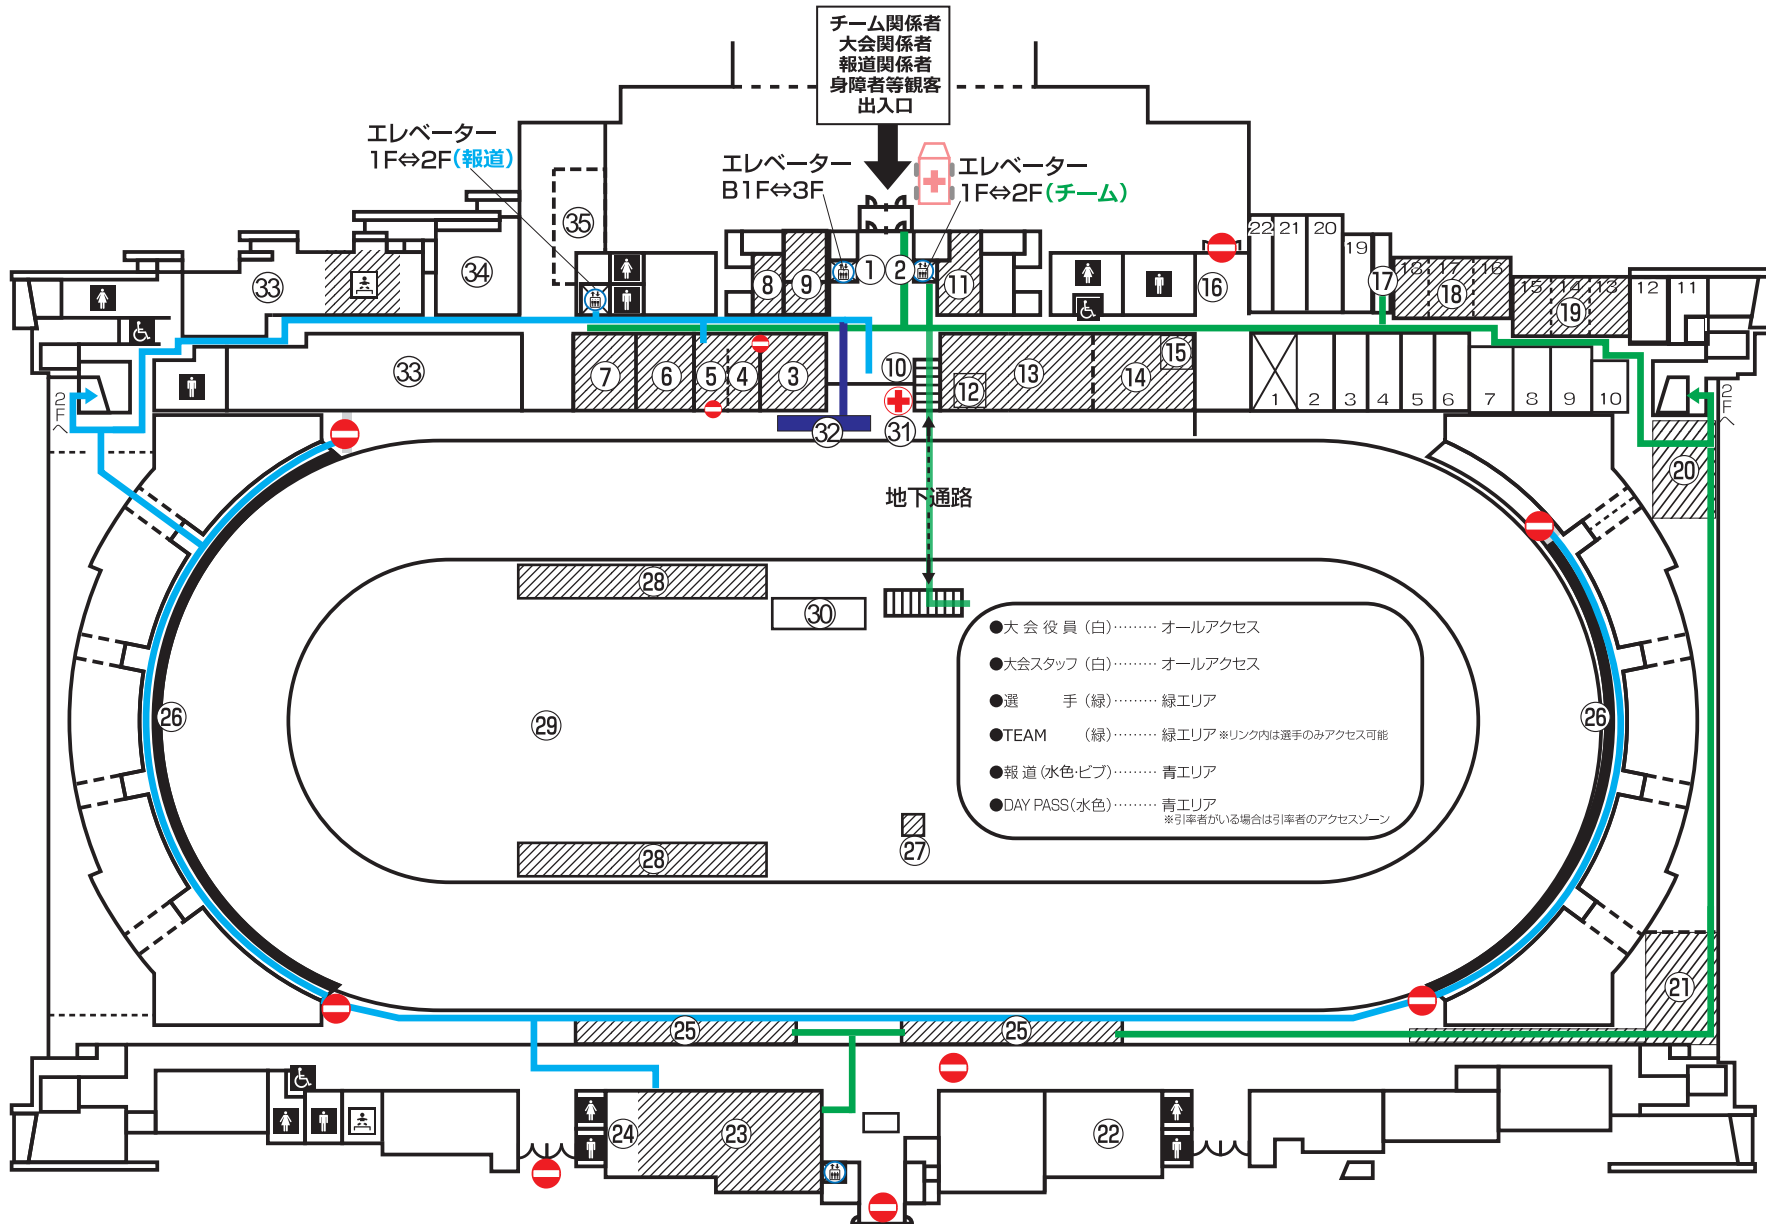 チーム関係者
大会関係者
報道関係者
身障者等観客
出入口
エレベーター
1F⇔2F(報道)
エレベーター
B1F⇔3F
エレベーター
1F⇔2F(チーム)
35
34
33
8
9
1
2
11
16
22
21
20
19
17
18
17
16
18
15
14
13
19
12
11
33
7
6
5
4
3
10
12
13
14
15
1
2
3
4
5
6
7
8
9
10
2Fへ
2Fへ
32
31
20
地下通路
28
30
●大会役員(白)………オールアクセス
●大会スタッフ(白)………オールアクセス
●選 手(緑)………緑エリア
●TEAM (緑)………緑エリア※リンク内は選手のみアクセス可能
●報道(水色・ビブ)………青エリア
●DAY PASS(水色)………青エリア
※引率者がいる場合は引率者のアクセスゾーン
26
29
26
27
28
21
25
25
24
23
22